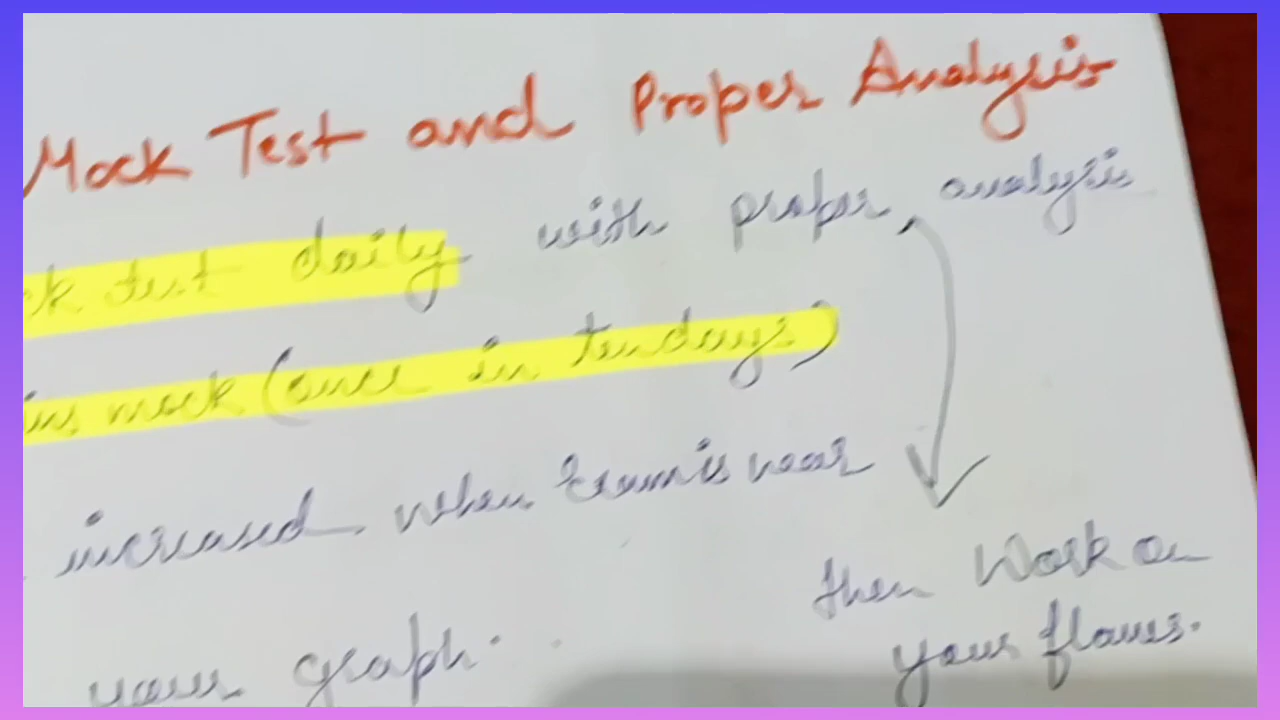 Mock Test and Proper Analysis
ck test daily with proper analysis
ins mock (once in ten days)
increased when exam is near
then Work on
your flaws.
your graph.